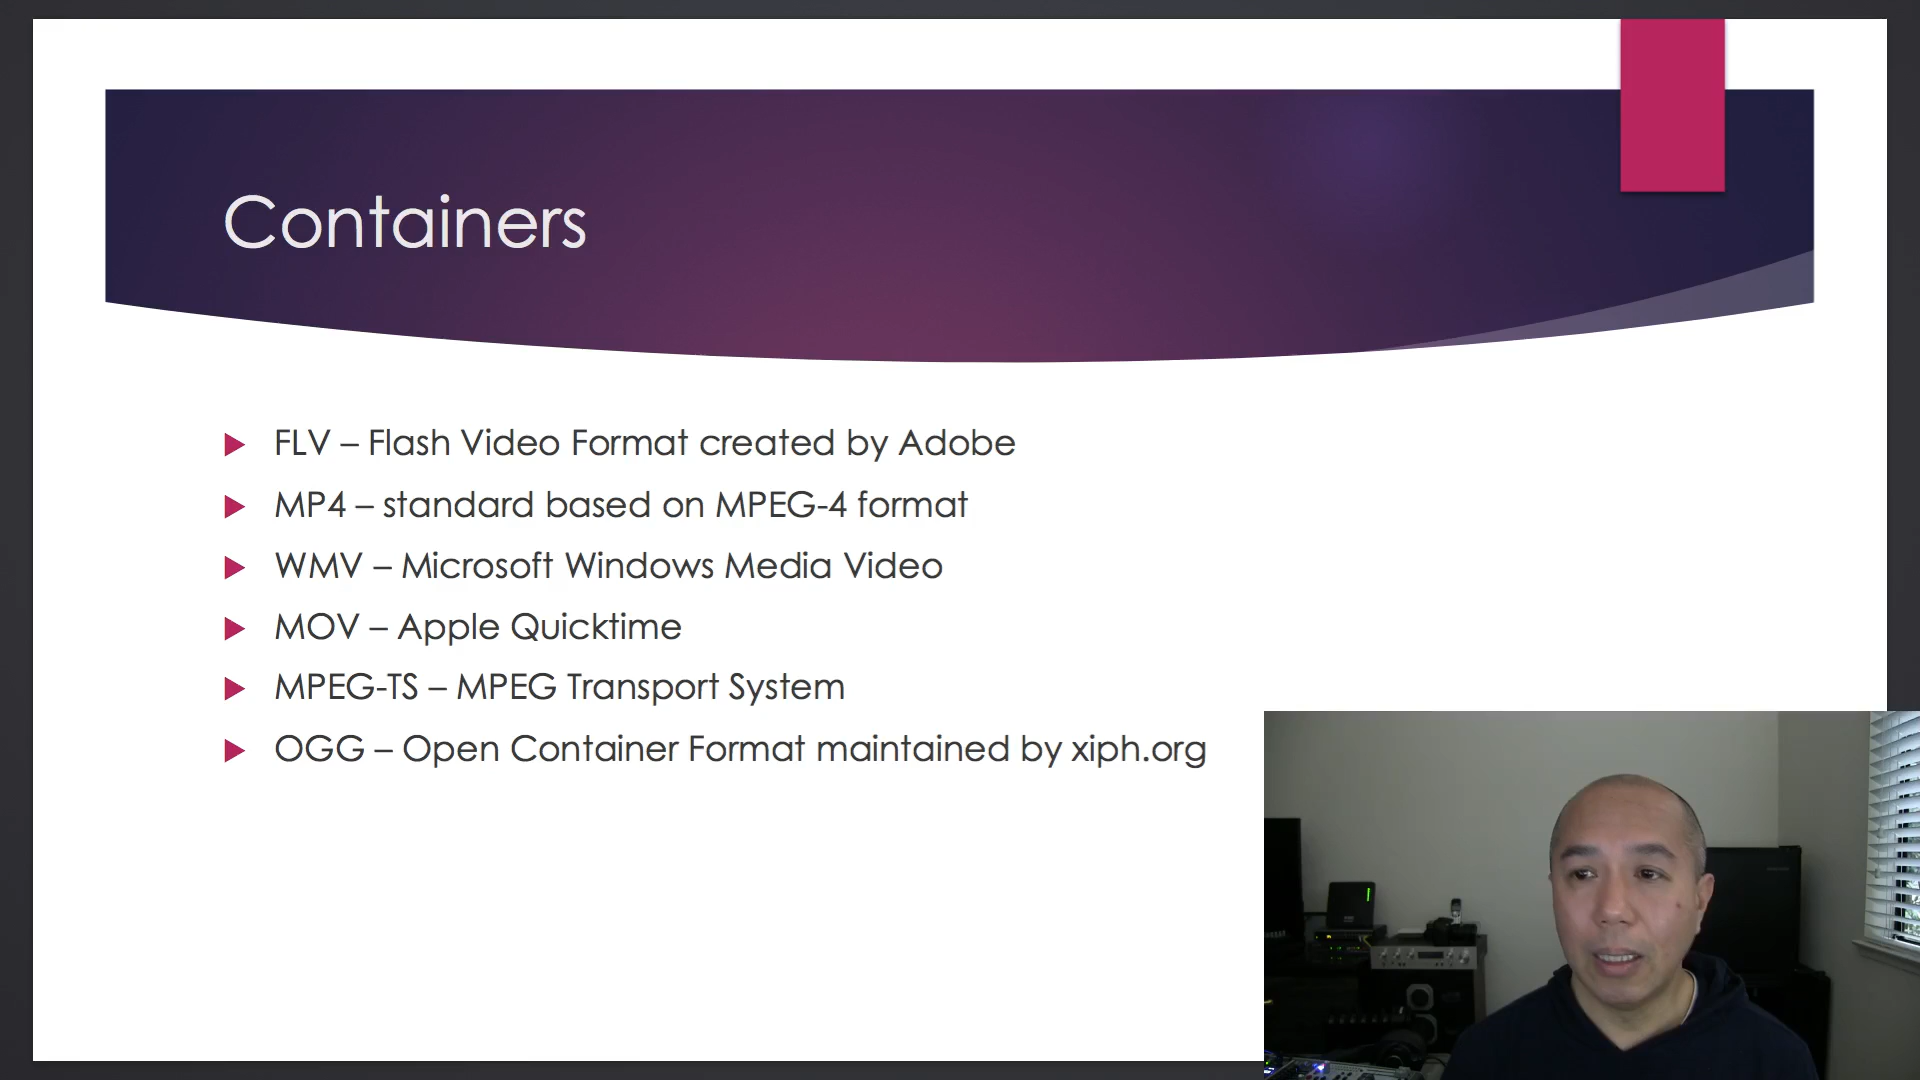 Containers
FLV – Flash Video Format created by Adobe
MP4 – standard based on MPEG-4 format
WMV – Microsoft Windows Media Video
MOV – Apple Quicktime
MPEG-TS – MPEG Transport System
OGG – Open Container Format maintained by xiph.org